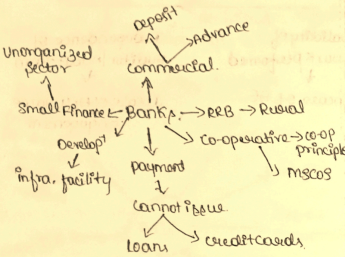 Deposit
Advance
Unorganized
sector
Commercial.
Small Finance Banks. RRB Rural
Develop^t Co-operative co-op
principle
infra. facility Payment MSCOS
Cannot issue
Loans Credit Cards.